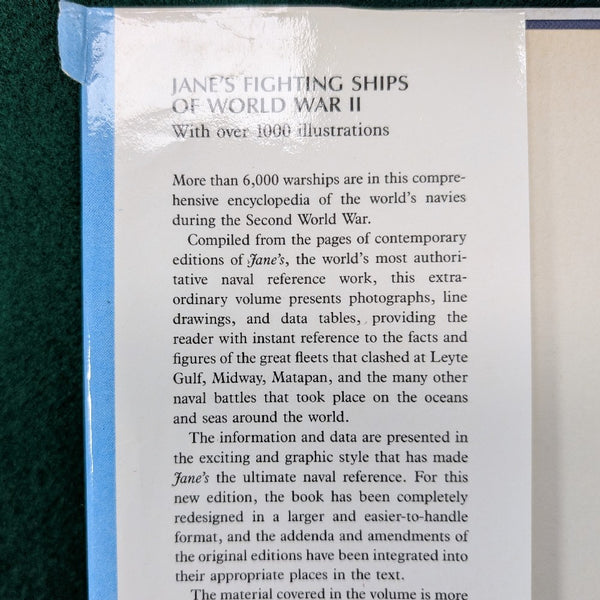 JANE'S FIGHTING SHIPS
OF WORLD WAR II
With over 1000 illustrations
More than 6,000 warships are in this compre-
hensive encyclopedia of the world's navies
during the Second World War.
Compiled from the pages of contemporary
editions of Jane's, the world's most authori-
tative naval reference work, this extra-
ordinary volume presents photographs, line
drawings, and data tables, providing the
reader with instant reference to the facts and
figures of the great fleets that clashed at Leyte
Gulf, Midway, Matapan, and the many other
naval battles that took place on the oceans
and seas around the world.
The information and data are presented in
the exciting and graphic style that has made
Jane's the ultimate naval reference. For this
new edition, the book has been completely
redesigned in a larger and easier-to-handle
format, and the addenda and amendments of
the original editions have been integrated into
their appropriate places in the text.
The material covered in the volume is more